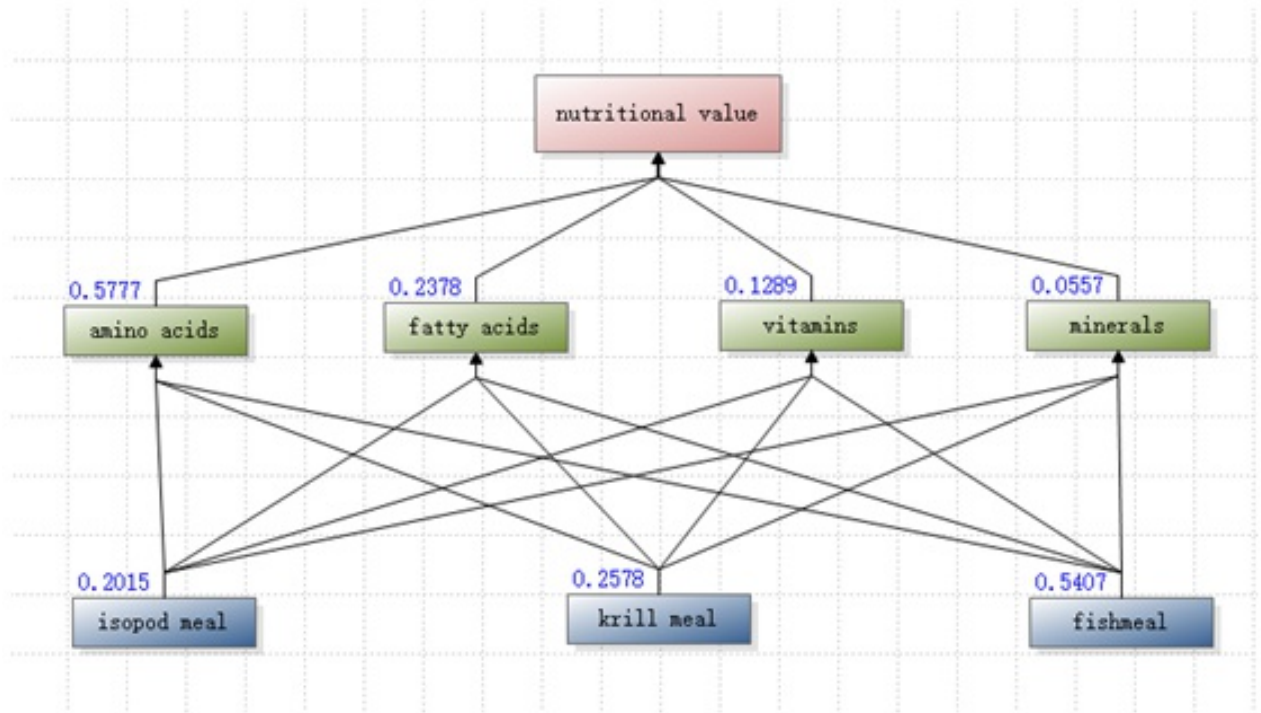 nutritional value
0.5777
0.2378
0.1289
0.0557
amino acids
fatty acids
vitamins
minerals
0.2015
0.2578
0.5407
isopod meal
krill meal
fishmeal